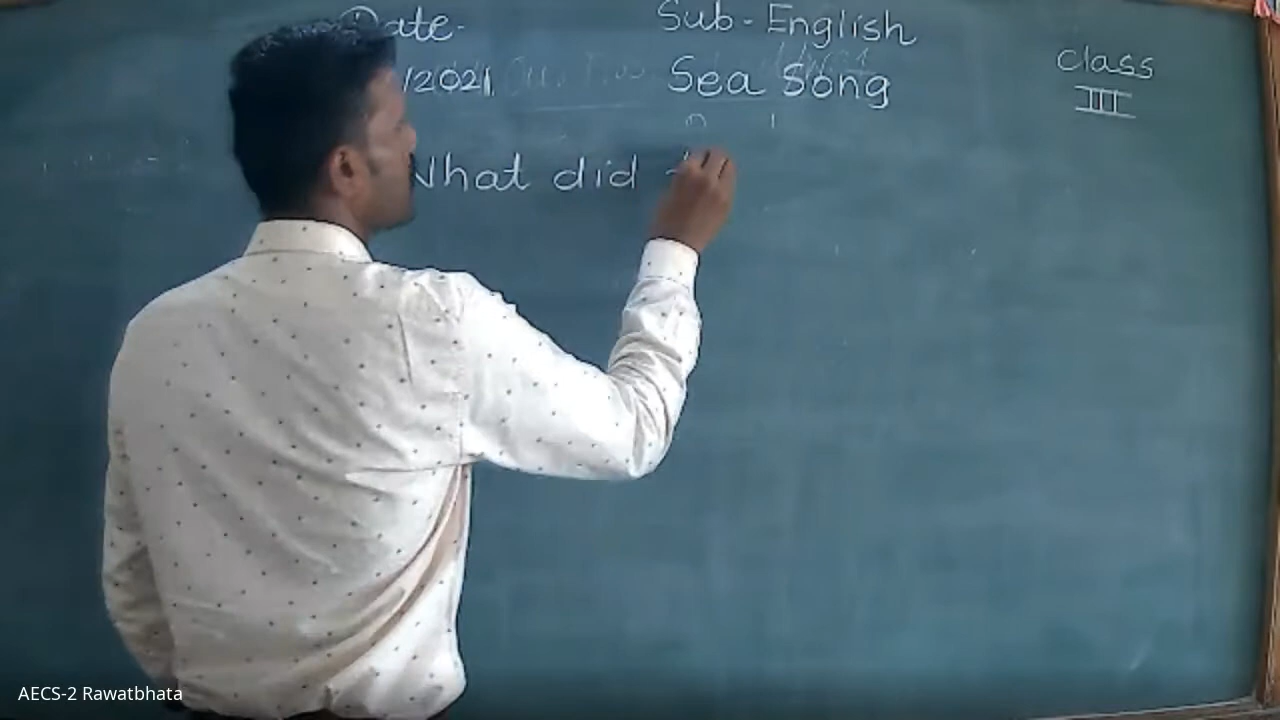 Date-
Sub-English
/2021
Sea Song
Class
III
What did
AECS-2 Rawatbhata